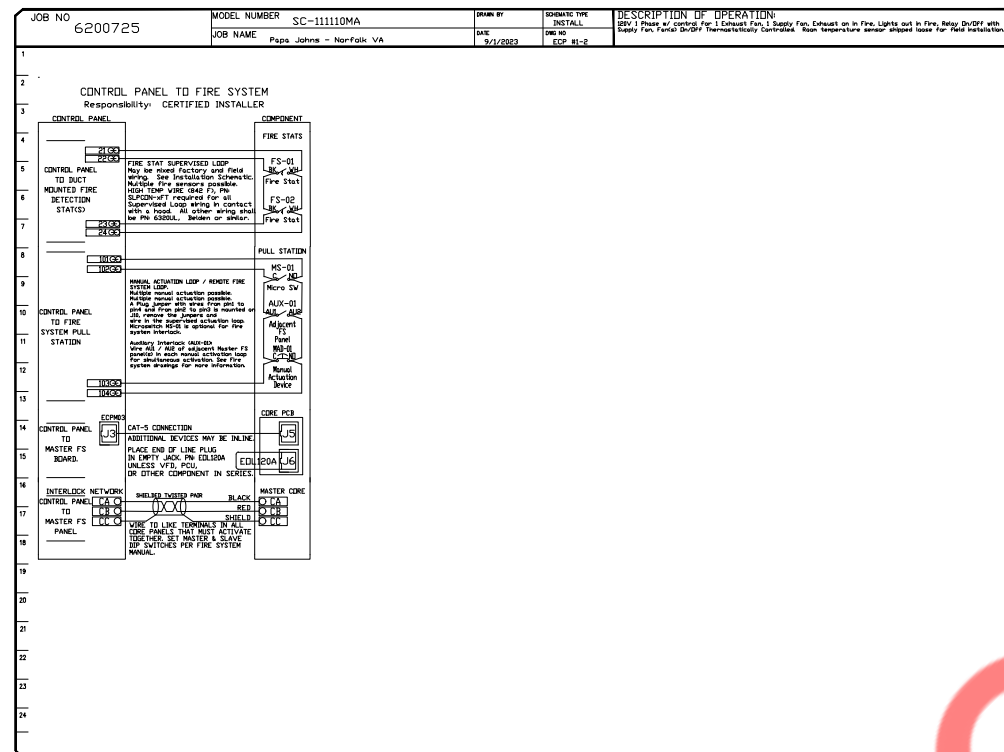 JOB NO 6200725
MODEL NUMBER SC-111110MA
JOB NAME Papa Johns - Norfolk VA
DRAWN BY
DATE 9/1/2023
SCHEMATIC TYPE INSTALL
DWG NO ECP #1-2
DESCRIPTION OF OPERATION:
120V 1 Phase w/ control for 1 Exhaust Fan, 1 Supply Fan. Exhaust on in Fire, Lights out in Fire, Relay On/Off with
Supply Fan, Fan(s) On/Off Thermostatically Controlled. Room temperature sensor shipped loose for field installation.
1
2
3
4
5
6
7
8
9
10
11
12
13
14
15
16
17
18
19
20
21
22
23
24
CONTROL PANEL TO FIRE SYSTEM
Responsibility: CERTIFIED INSTALLER
CONTROL PANEL
COMPONENT
CONTROL PANEL
TO DUCT
MOUNTED FIRE
DETECTION
STAT(S)
21
22
23
24
FIRE STAT SUPERVISED LOOP
May be mixed factory and field
wiring. See Installation Schematic.
Multiple fire sensors possible.
HIGH TEMP WIRE (842 F), PN:
SLPCON-xFT required for all
Supervised Loop wiring in contact
with a hood. All other wiring shall
be PN: 6320UL, Belden or similar.
FIRE STATS
FS-01
BK WH
Fire Stat
FS-02
BK WH
Fire Stat
CONTROL PANEL
TO FIRE
SYSTEM PULL
STATION
101
102
103
104
MANUAL ACTUATION LOOP / REMOTE FIRE
SYSTEM LOOP.
Multiple manual actuation possible.
Multiple manual actuation possible.
A Plug jumper with wires from pin1 to
pin4 and from pin2 to pin3 is mounted on
J10, remove the jumpers and
wire in the supervised actuation loop.
Microswitch MS-01 is optional for fire
system interlock.
Auxiliary Interlock (AUX-01)
Wire AU1 / AU2 of adjacent Master FS
panel(s) in each manual activation loop
for simultaneous activation. See fire
system drawings for more information.
PULL STATION
MS-01
C NO
Micro SW
AUX-01
AU1 AU2
Adjacent
FS
Panel
MAD-01
C NO
Manual
Actuation
Device
CONTROL PANEL
TO
MASTER FS
BOARD.
ECPM03
J3
CAT-5 CONNECTION
ADDITIONAL DEVICES MAY BE INLINE.
PLACE END OF LINE PLUG
IN EMPTY JACK. PN: EOL120A
UNLESS VFD, PCU,
OR OTHER COMPONENT IN SERIES.
CORE PCB
J5
EOL120A
J6
INTERLOCK NETWORK
CONTROL PANEL
TO
MASTER FS
PANEL
CA
CB
CC
SHIELDED TWISTED PAIR
BLACK
RED
SHIELD
WIRE TO LIKE TERMINALS IN ALL
CORE PANELS THAT MUST ACTIVATE
TOGETHER. SET MASTER & SLAVE
DIP SWITCHES PER FIRE SYSTEM
MANUAL.
MASTER CORE
CA
CB
CC